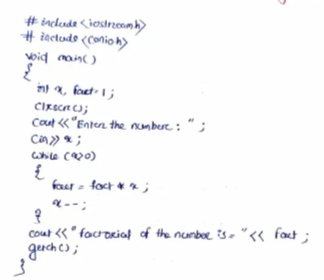 # include <iostream.h>
# include <conio.h>
void main()
{
int x, fact=1;
clrscr();
cout <<"Enter the number: ";
cin>> x;
while (x>0)
{
fact = fact * x ;
x--;
}
cout <<"factorial of the number is= "<< fact ;
getch();
}